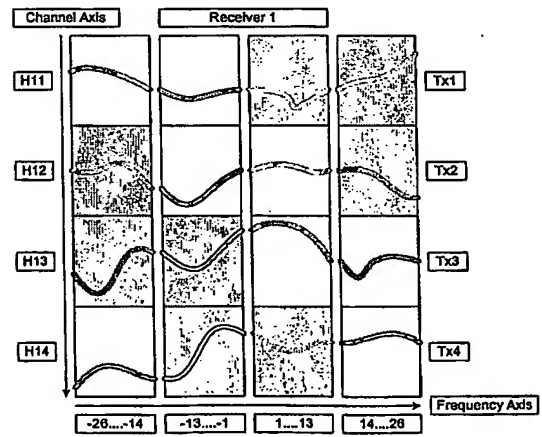 Channel Axis
Receiver 1
H11
Tx1
H12
Tx2
H13
Tx3
H14
Tx4
Frequency Axis
-26....-14
-13....-1
1....13
14....26